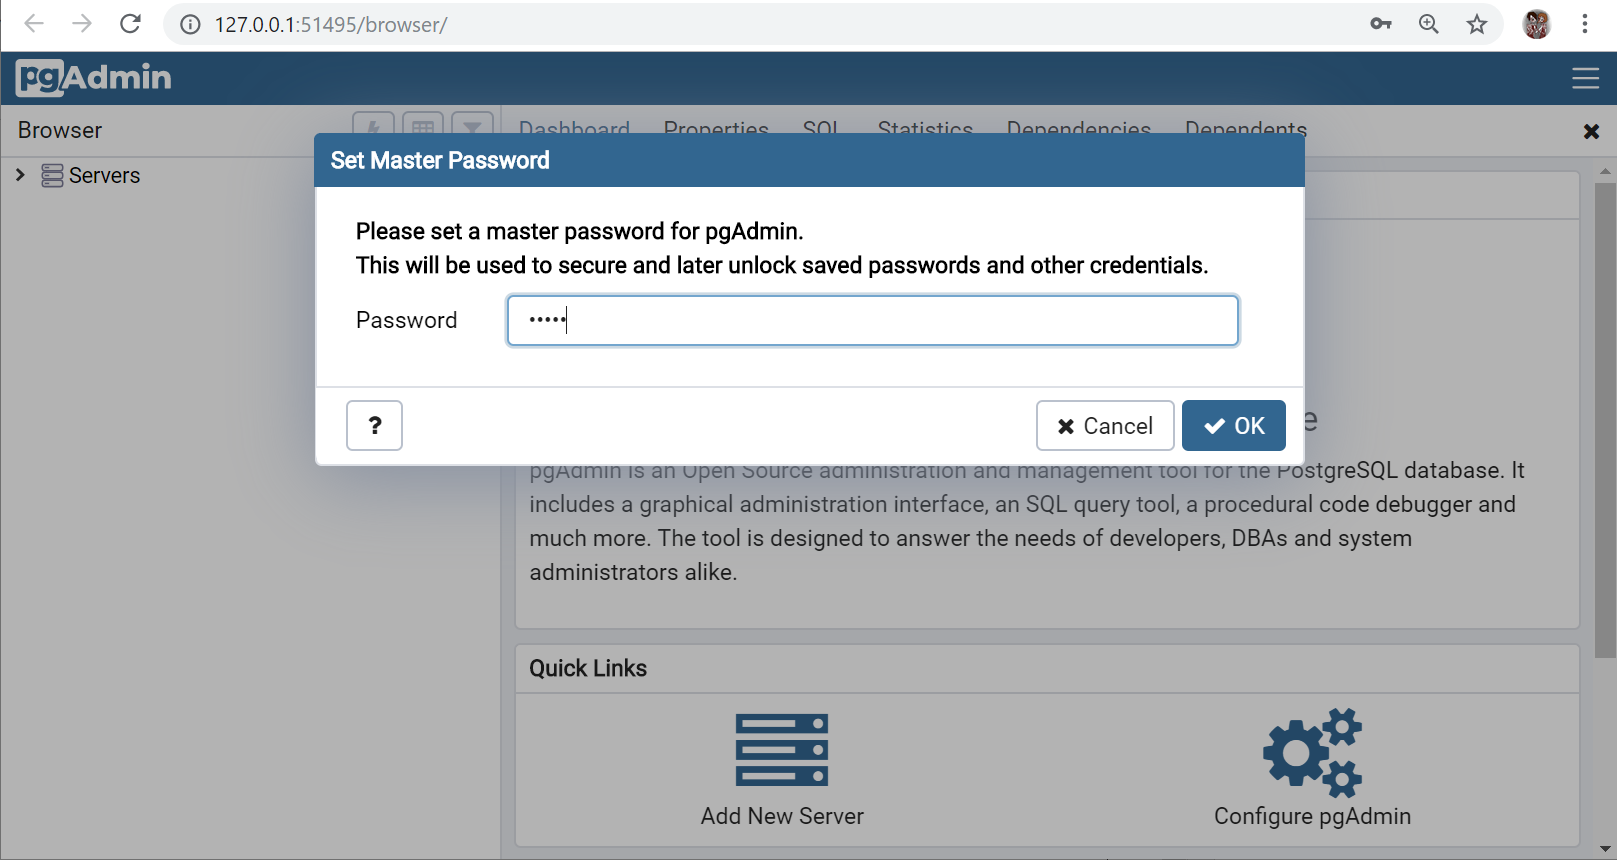 127.0.0.1:51495/browser/
pgAdmin
Browser
Dashboard Properties SQL Statistics Dependencies Dependents
Servers
Set Master Password
Please set a master password for pgAdmin.
This will be used to secure and later unlock saved passwords and other credentials.
Password •••••
? Cancel OK
pgAdmin is an Open Source administration and management tool for the PostgreSQL database. It
includes a graphical administration interface, an SQL query tool, a procedural code debugger and
much more. The tool is designed to answer the needs of developers, DBAs and system
administrators alike.
Quick Links
Add New Server Configure pgAdmin